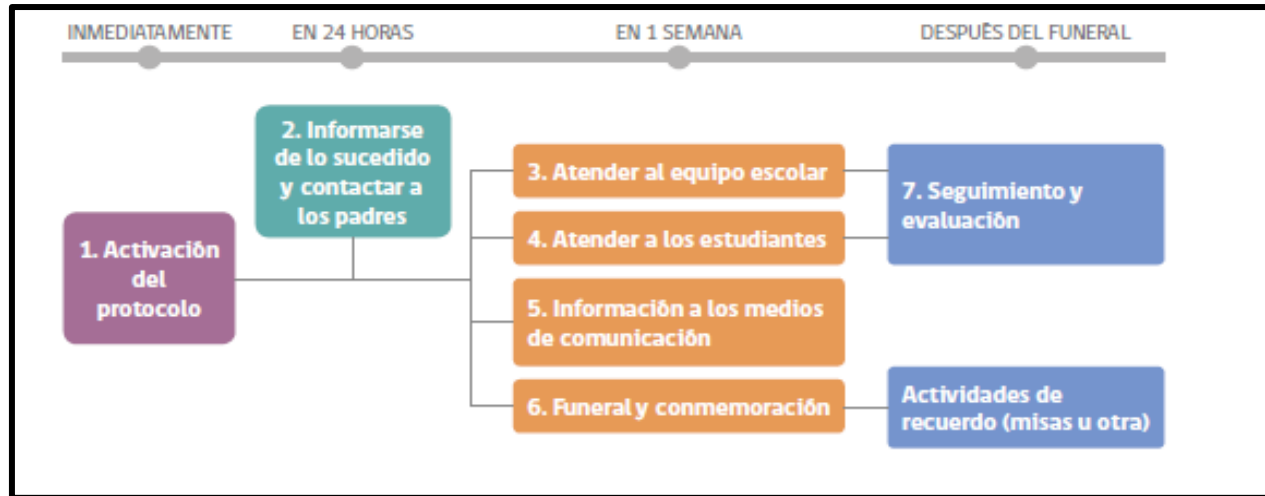 INMEDIATAMENTE
EN 24 HORAS
EN 1 SEMANA
DESPUÉS DEL FUNERAL
1. Activación
del
protocolo
2. Informarse
de lo sucedido
y contactar a
los padres
3. Atender al equipo escolar
4. Atender a los estudiantes
5. Información a los medios
de comunicación
6. Funeral y conmemoración
7. Seguimiento y
evaluación
Actividades de
recuerdo (misas u otra)